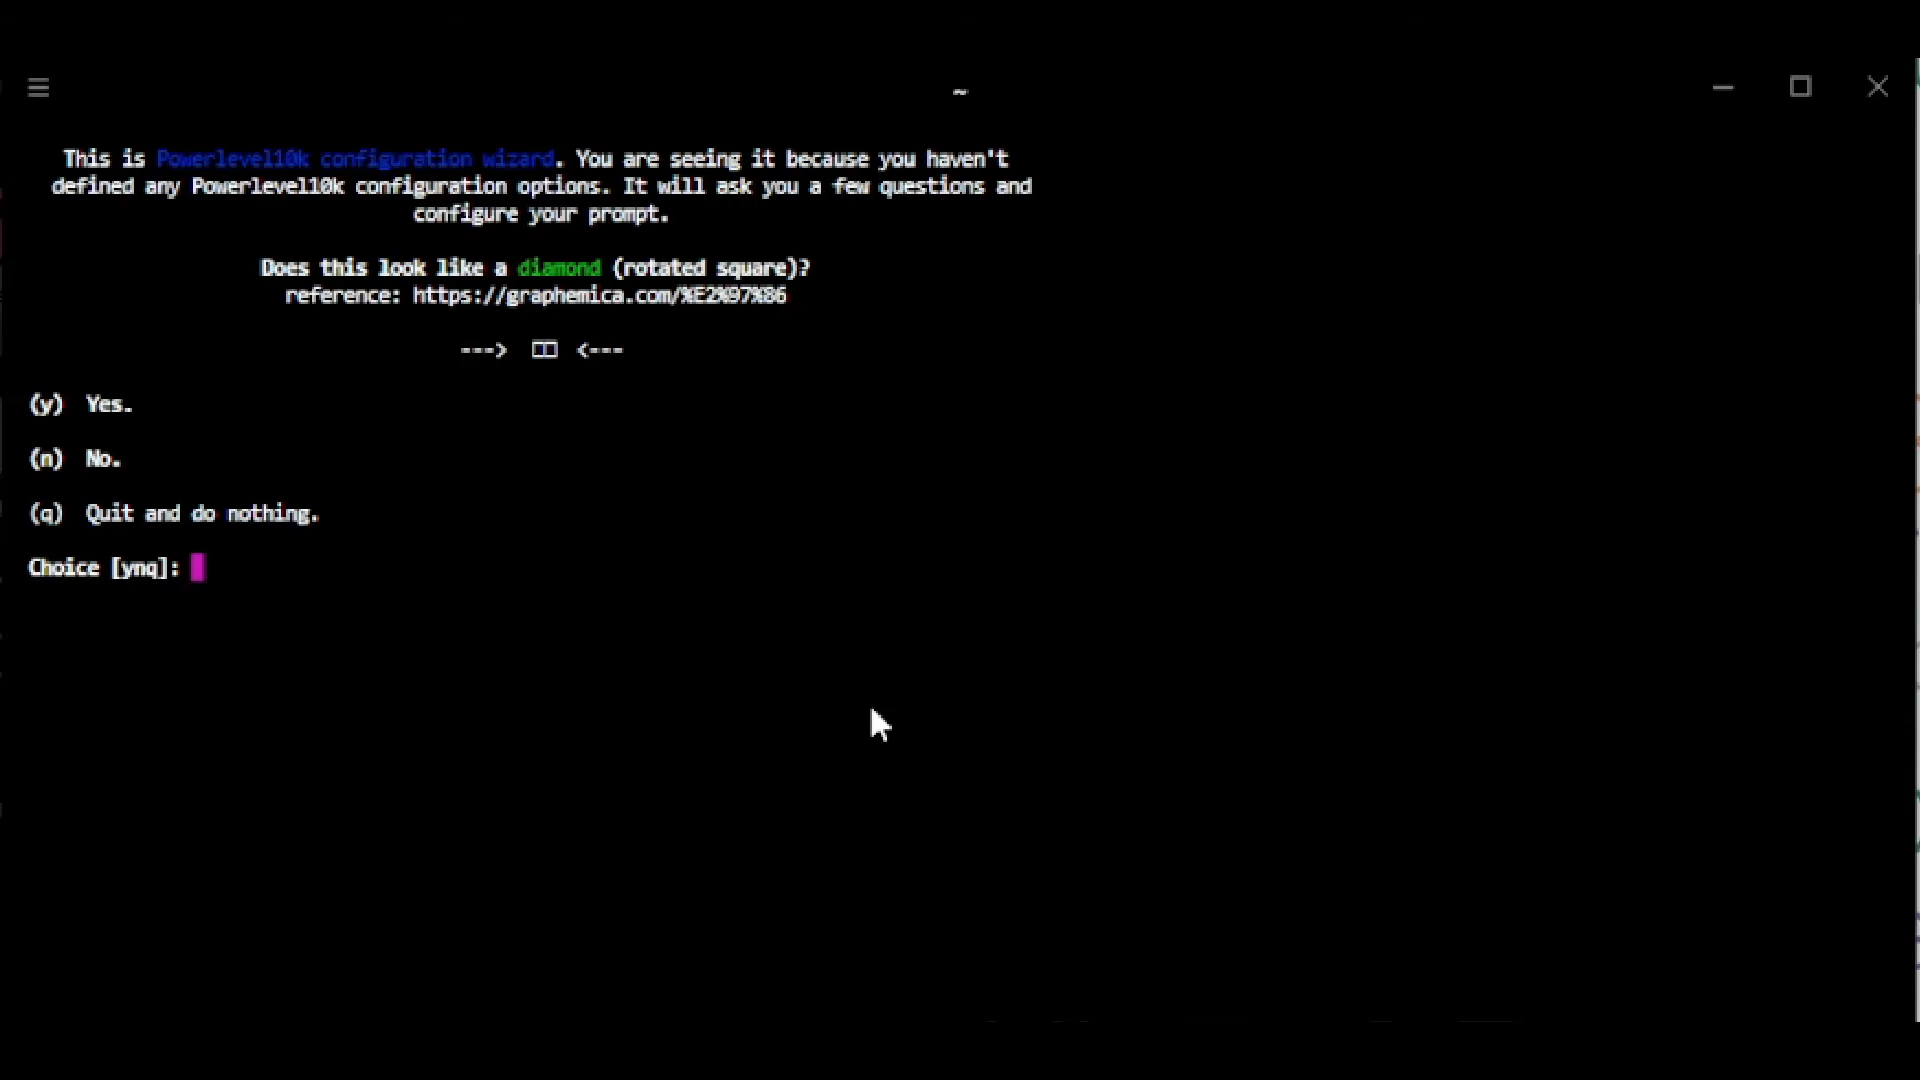 ~
This is Powerlevel10k configuration wizard. You are seeing it because you haven't
defined any Powerlevel10k configuration options. It will ask you a few questions and
configure your prompt.
Does this look like a diamond (rotated square)?
reference: https://graphemica.com/%E2%97%86
---> □□ <---
(y) Yes.
(n) No.
(q) Quit and do nothing.
Choice [ynq]: